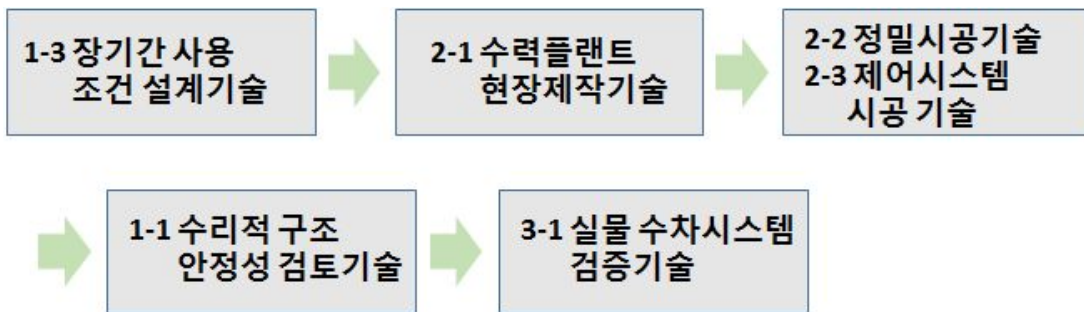 1-3 장기간 사용
조건 설계기술
2-1 수력플랜트
현장제작기술
2-2 정밀시공기술
2-3 제어시스템
시공 기술
1-1 수리적 구조
안정성 검토기술
3-1 실물 수차시스템
검증기술